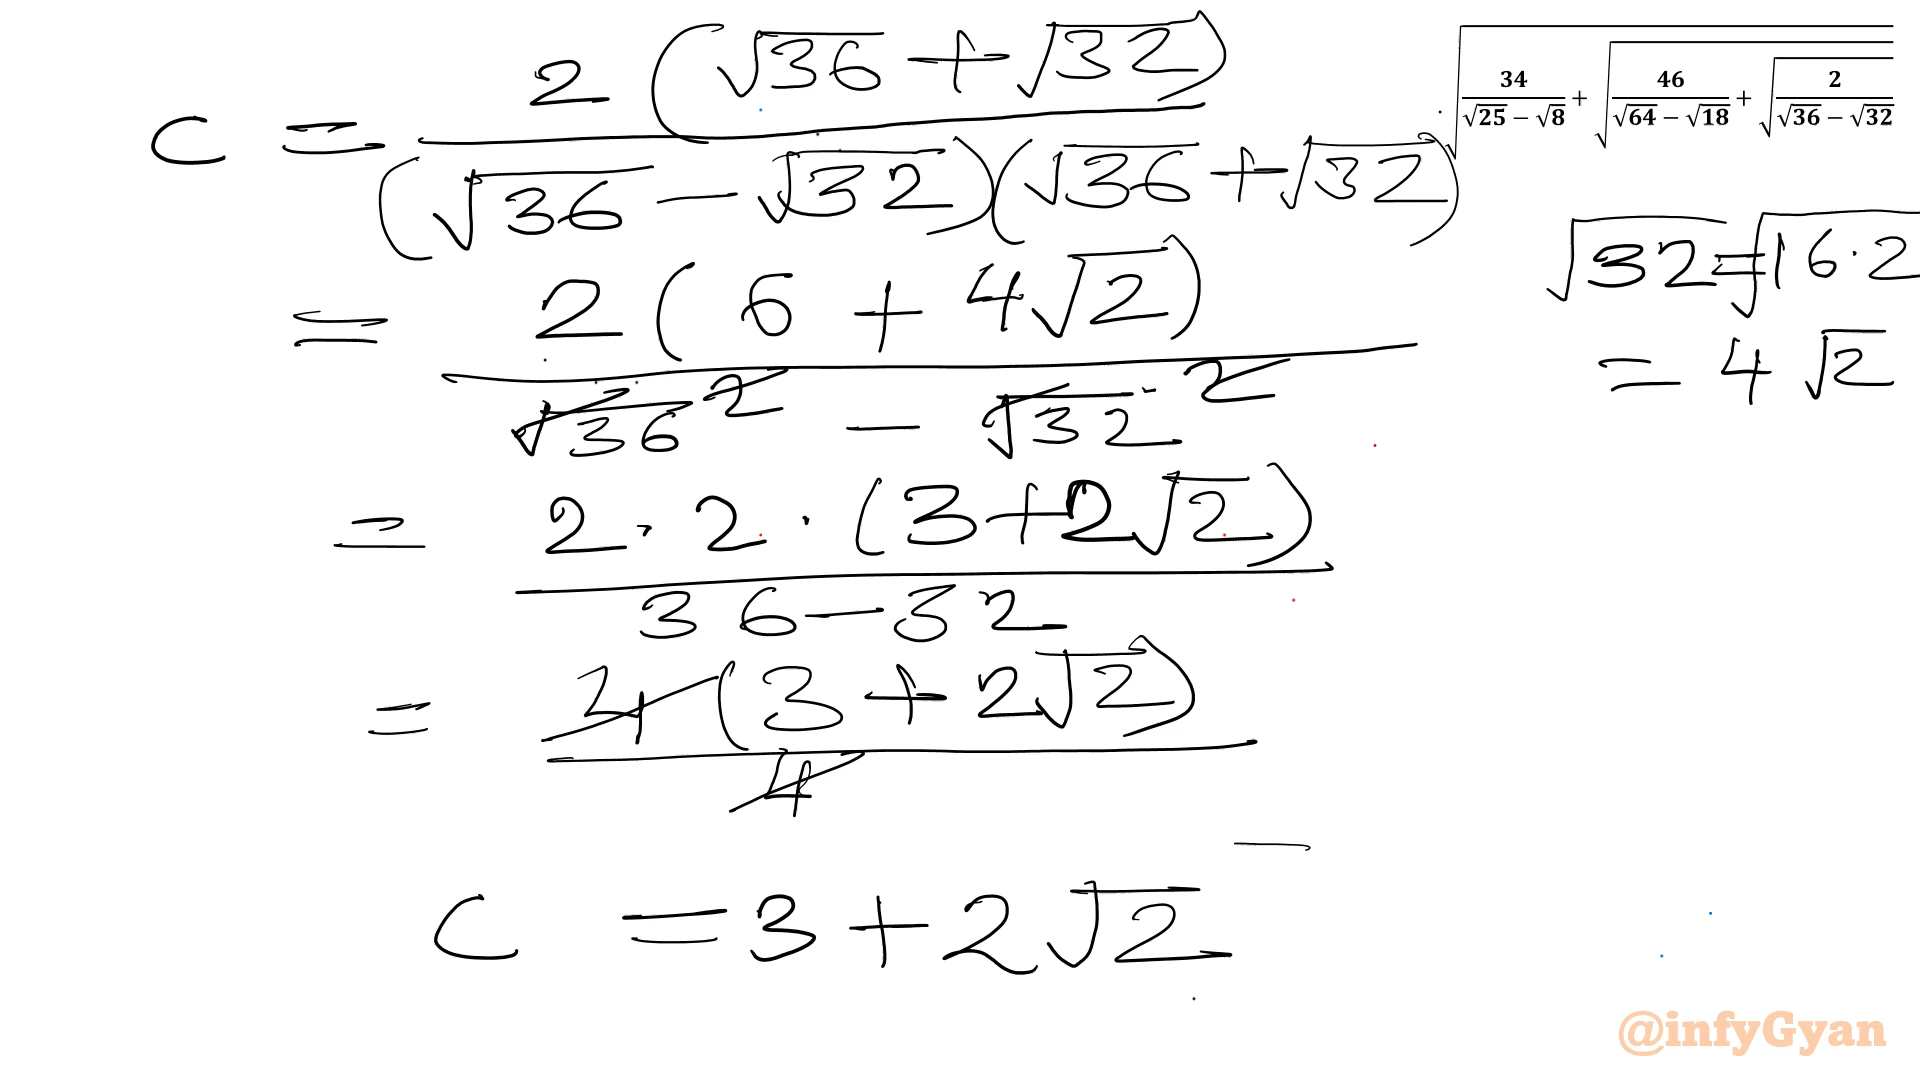 C = 2 (√36 + √32) / (√36 − √32)(√36 + √32)
= 2 (6 + 4√2) / √36² − √32²
= 2 · 2 · (3 + 2√2) / 36 − 32
= 4 (3 + 2√2) / 4
C = 3 + 2√2
√(34/(√25 − √8) + √(46/(√64 − √18) + √(2/(√36 − √32))))
√32 = √16·2
= 4√2
@infyGyan